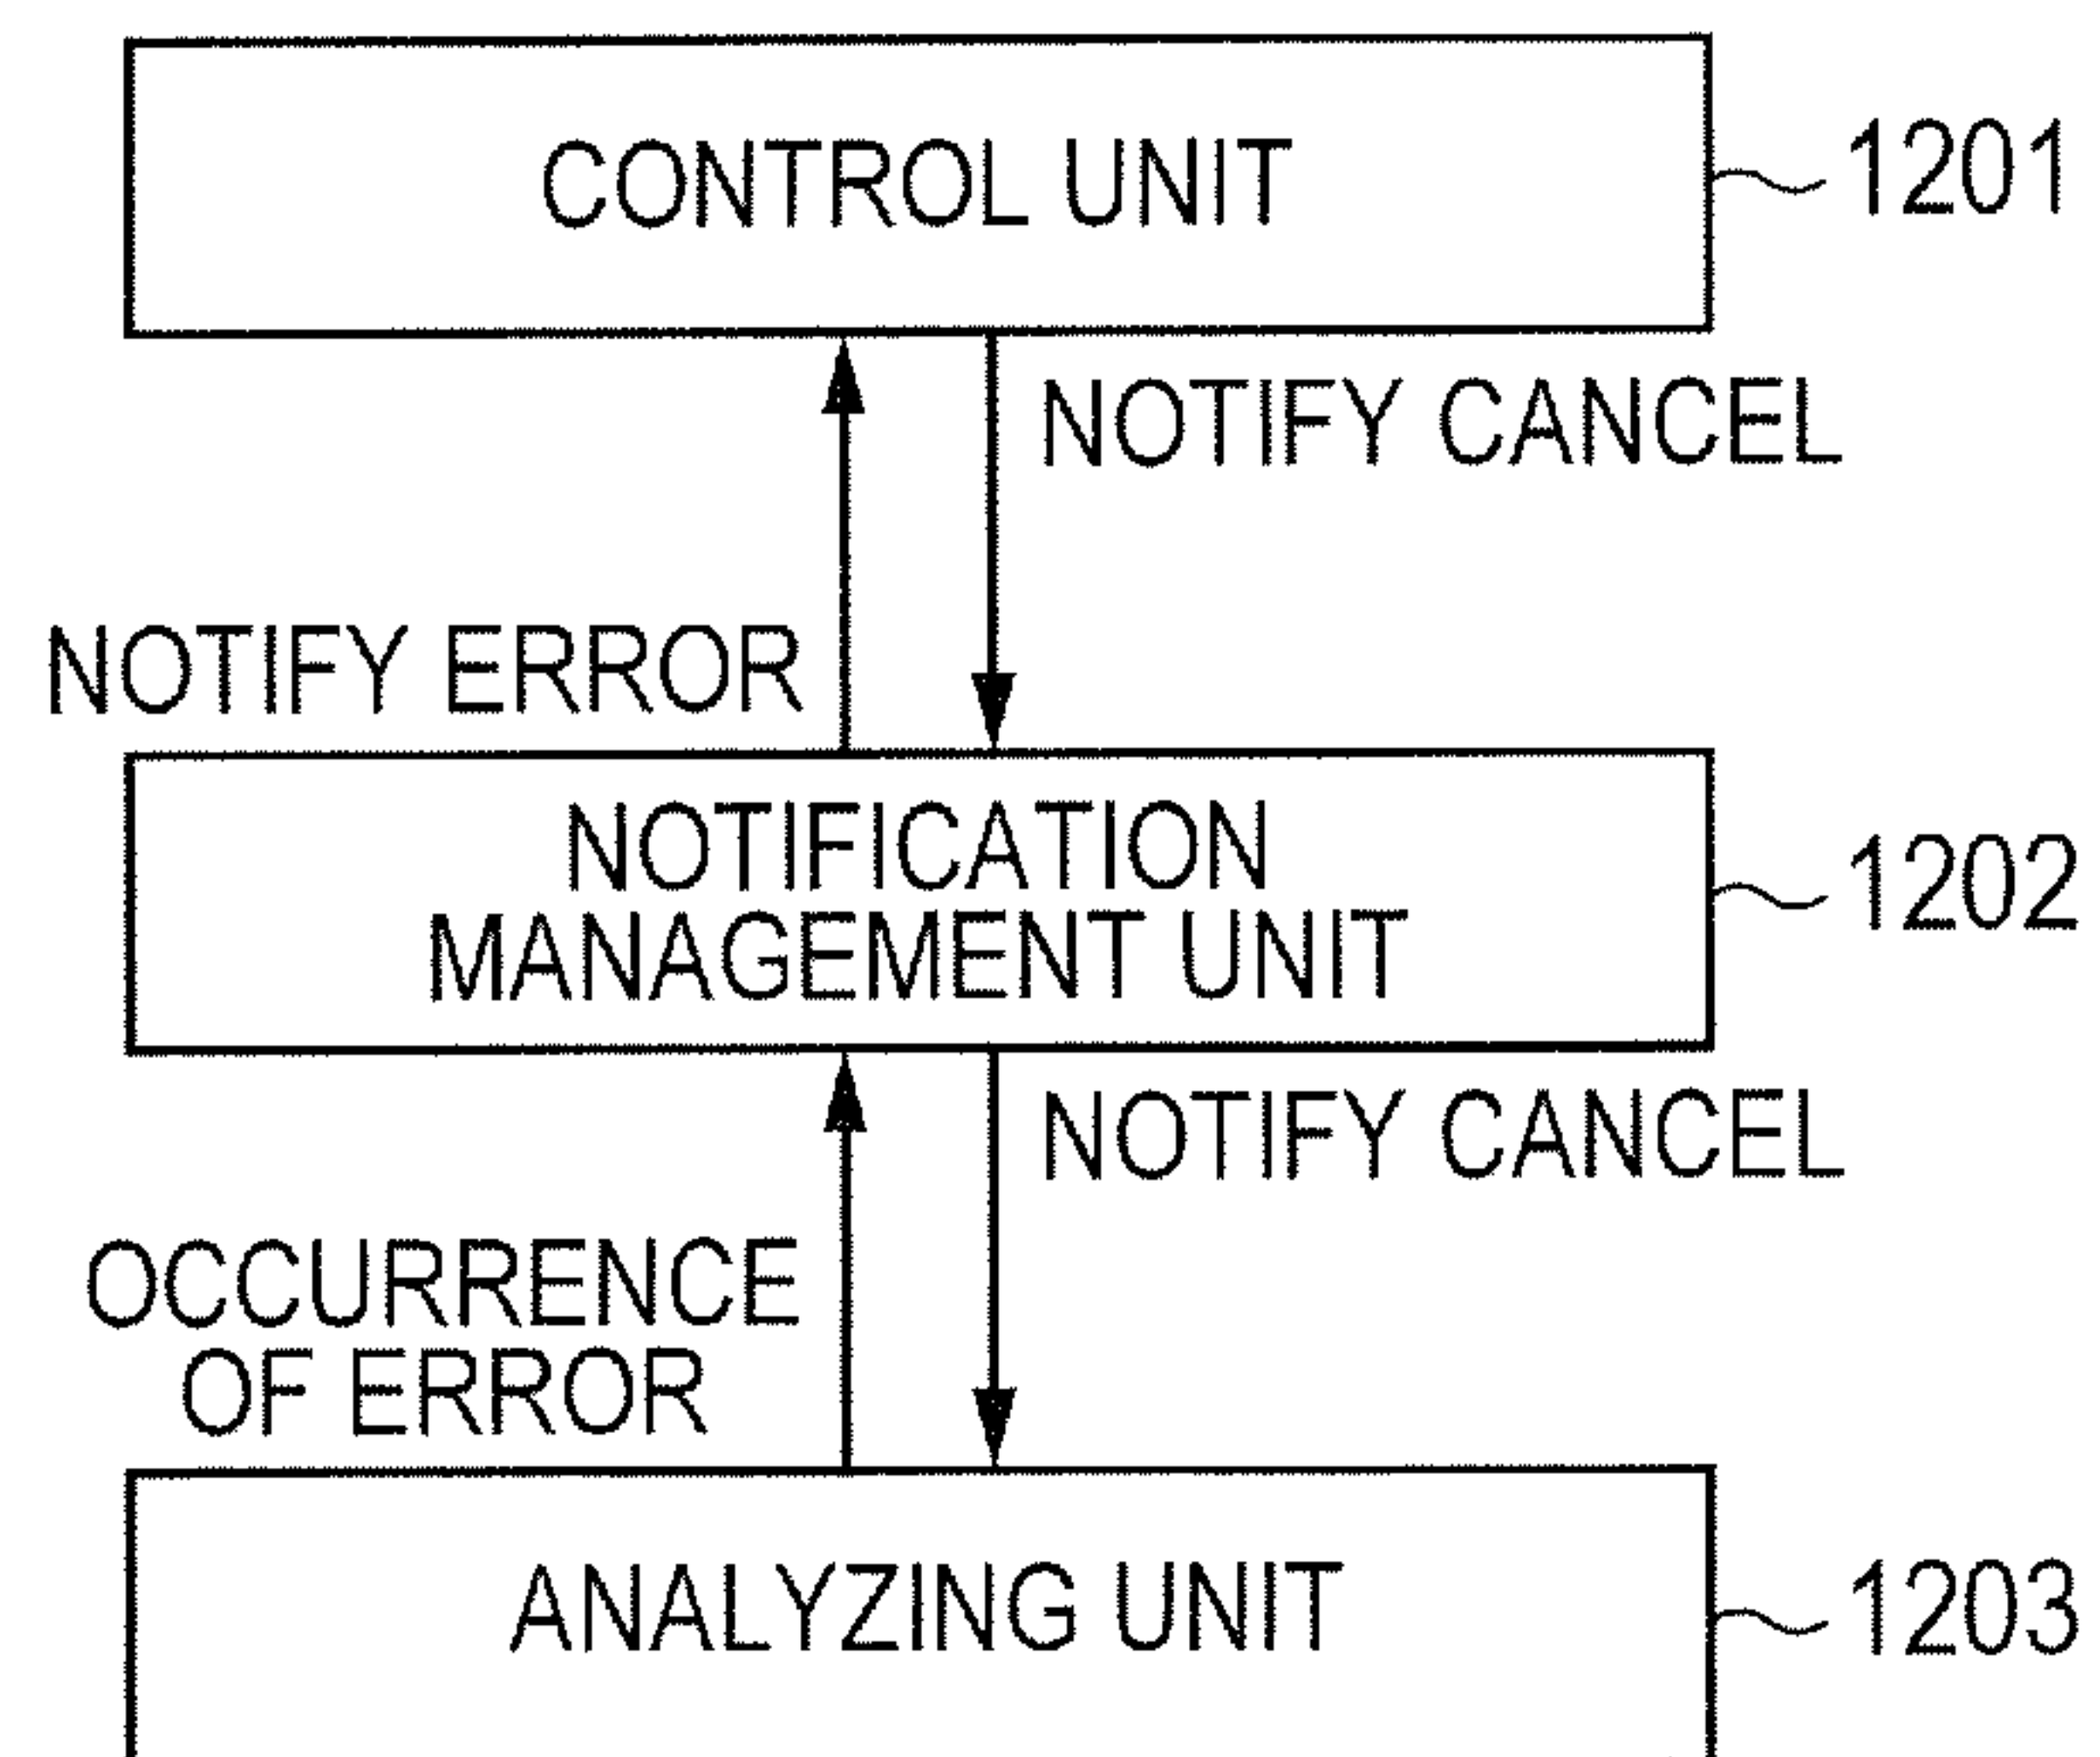 CONTROL UNIT
1201
NOTIFY CANCEL
NOTIFY ERROR
NOTIFICATION
MANAGEMENT UNIT
1202
NOTIFY CANCEL
OCCURRENCE
OF ERROR
ANALYZING UNIT
1203